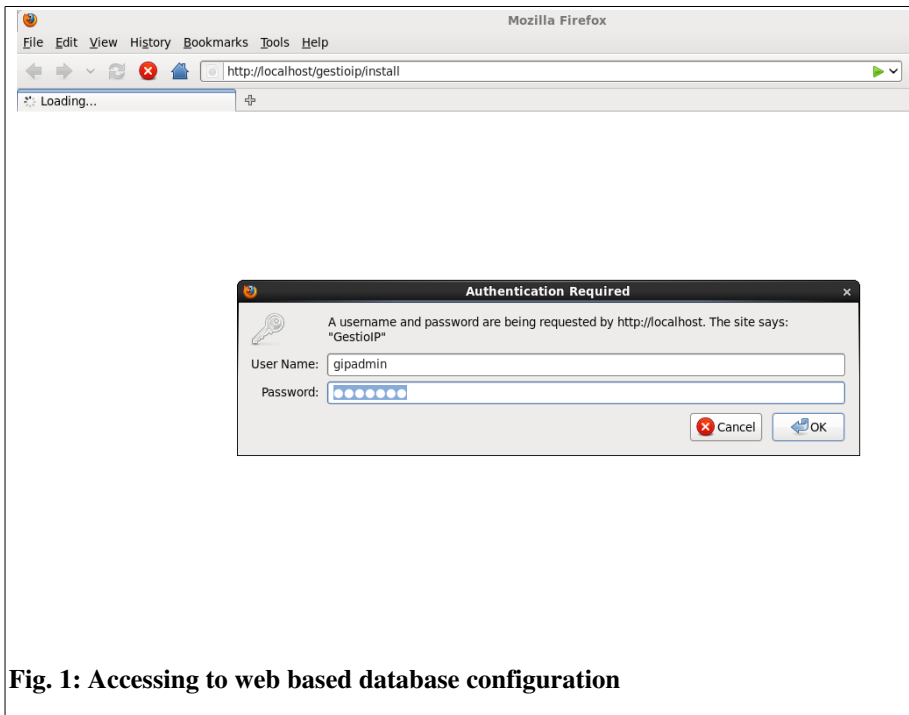 Mozilla Firefox
File Edit View History Bookmarks Tools Help
http://localhost/gestioip/install
Loading...
Authentication Required
A username and password are being requested by http://localhost. The site says:
"GestioIP"
User Name: gipadmin
Password:
Cancel OK
Fig. 1: Accessing to web based database configuration